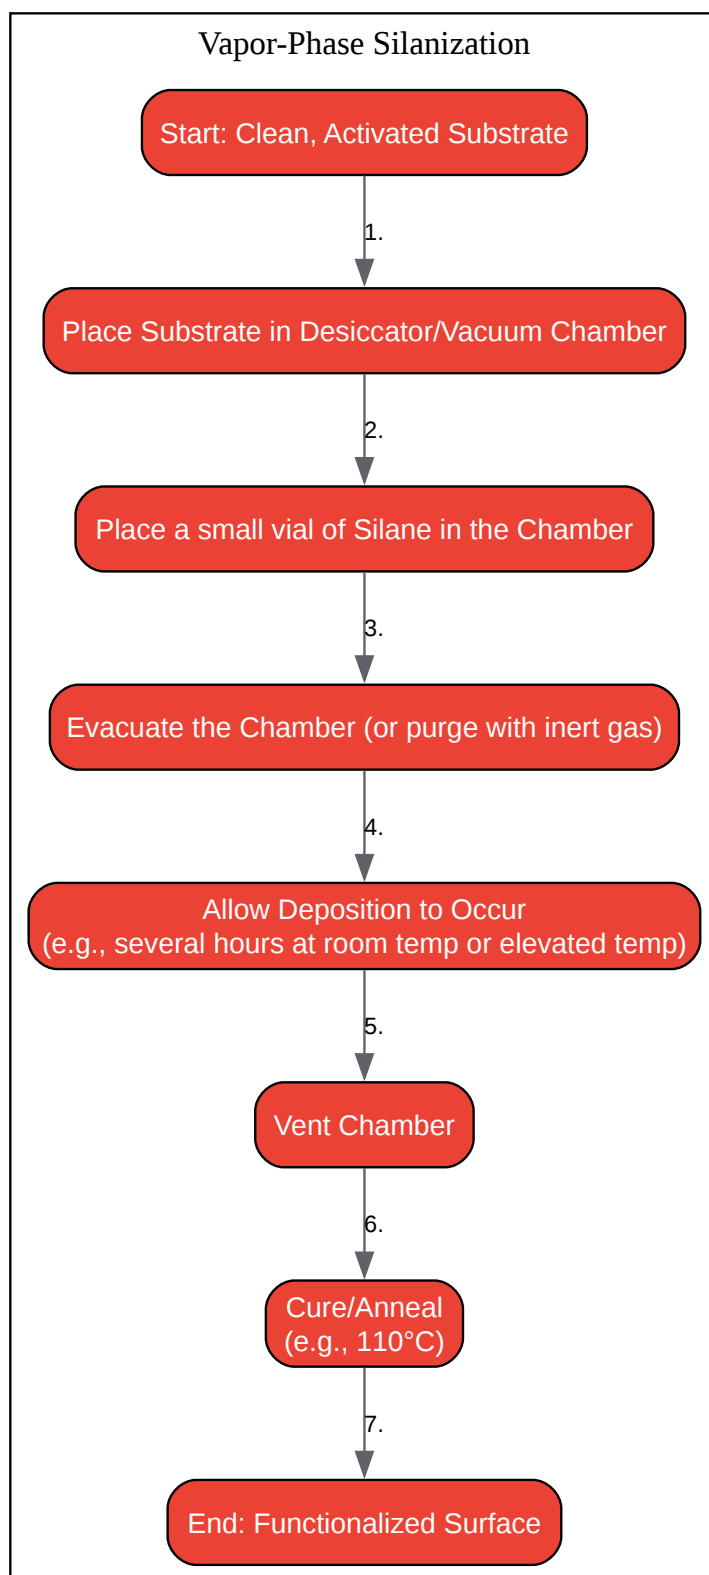 Vapor-Phase Silanization
Start: Clean, Activated Substrate
1.
Place Substrate in Desiccator/Vacuum Chamber
2.
Place a small vial of Silane in the Chamber
3.
Evacuate the Chamber (or purge with inert gas)
4.
Allow Deposition to Occur
(e.g., several hours at room temp or elevated temp)
5.
Vent Chamber
6.
Cure/Anneal
(e.g., 110°C)
7.
End: Functionalized Surface